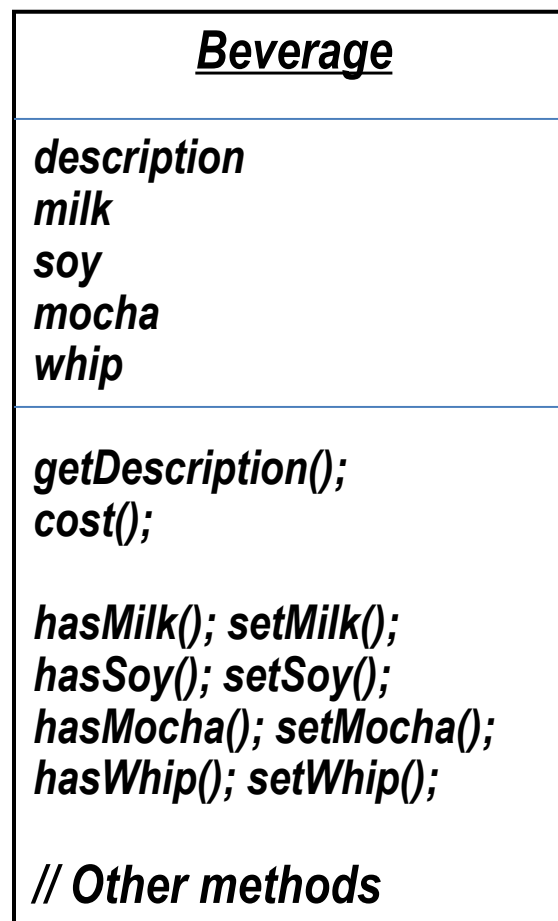 Beverage
description
milk
soy
mocha
whip
getDescription();
cost();
hasMilk(); setMilk();
hasSoy(); setSoy();
hasMocha(); setMocha();
hasWhip(); setWhip();
// Other methods